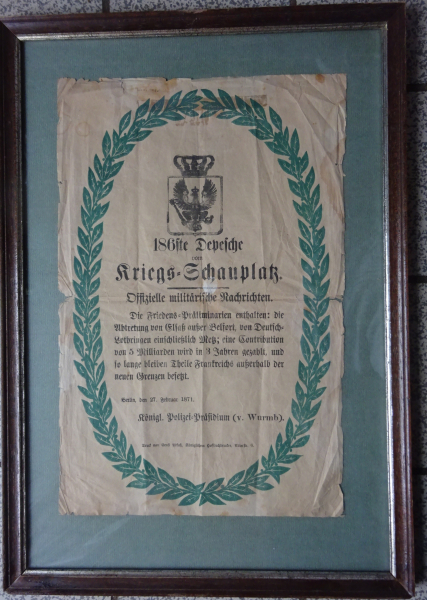 186ste Depesche
vom
Kriegs-Schauplatz.
Offizielle militärische Nachrichten.
Die Friedens-Präliminarien enthalten: die
Abtretung von Elsaß außer Belfort, von Deutsch-
Lothringen einschließlich Metz; eine Contribution
von 5 Milliarden wird in 3 Jahren gezahlt, und
so lange bleiben Theile Frankreichs außerhalb der
neuen Grenzen besetzt.
Berlin, den 27. Februar 1871.
Königl. Polizei-Präsidium (v. Wurmb).